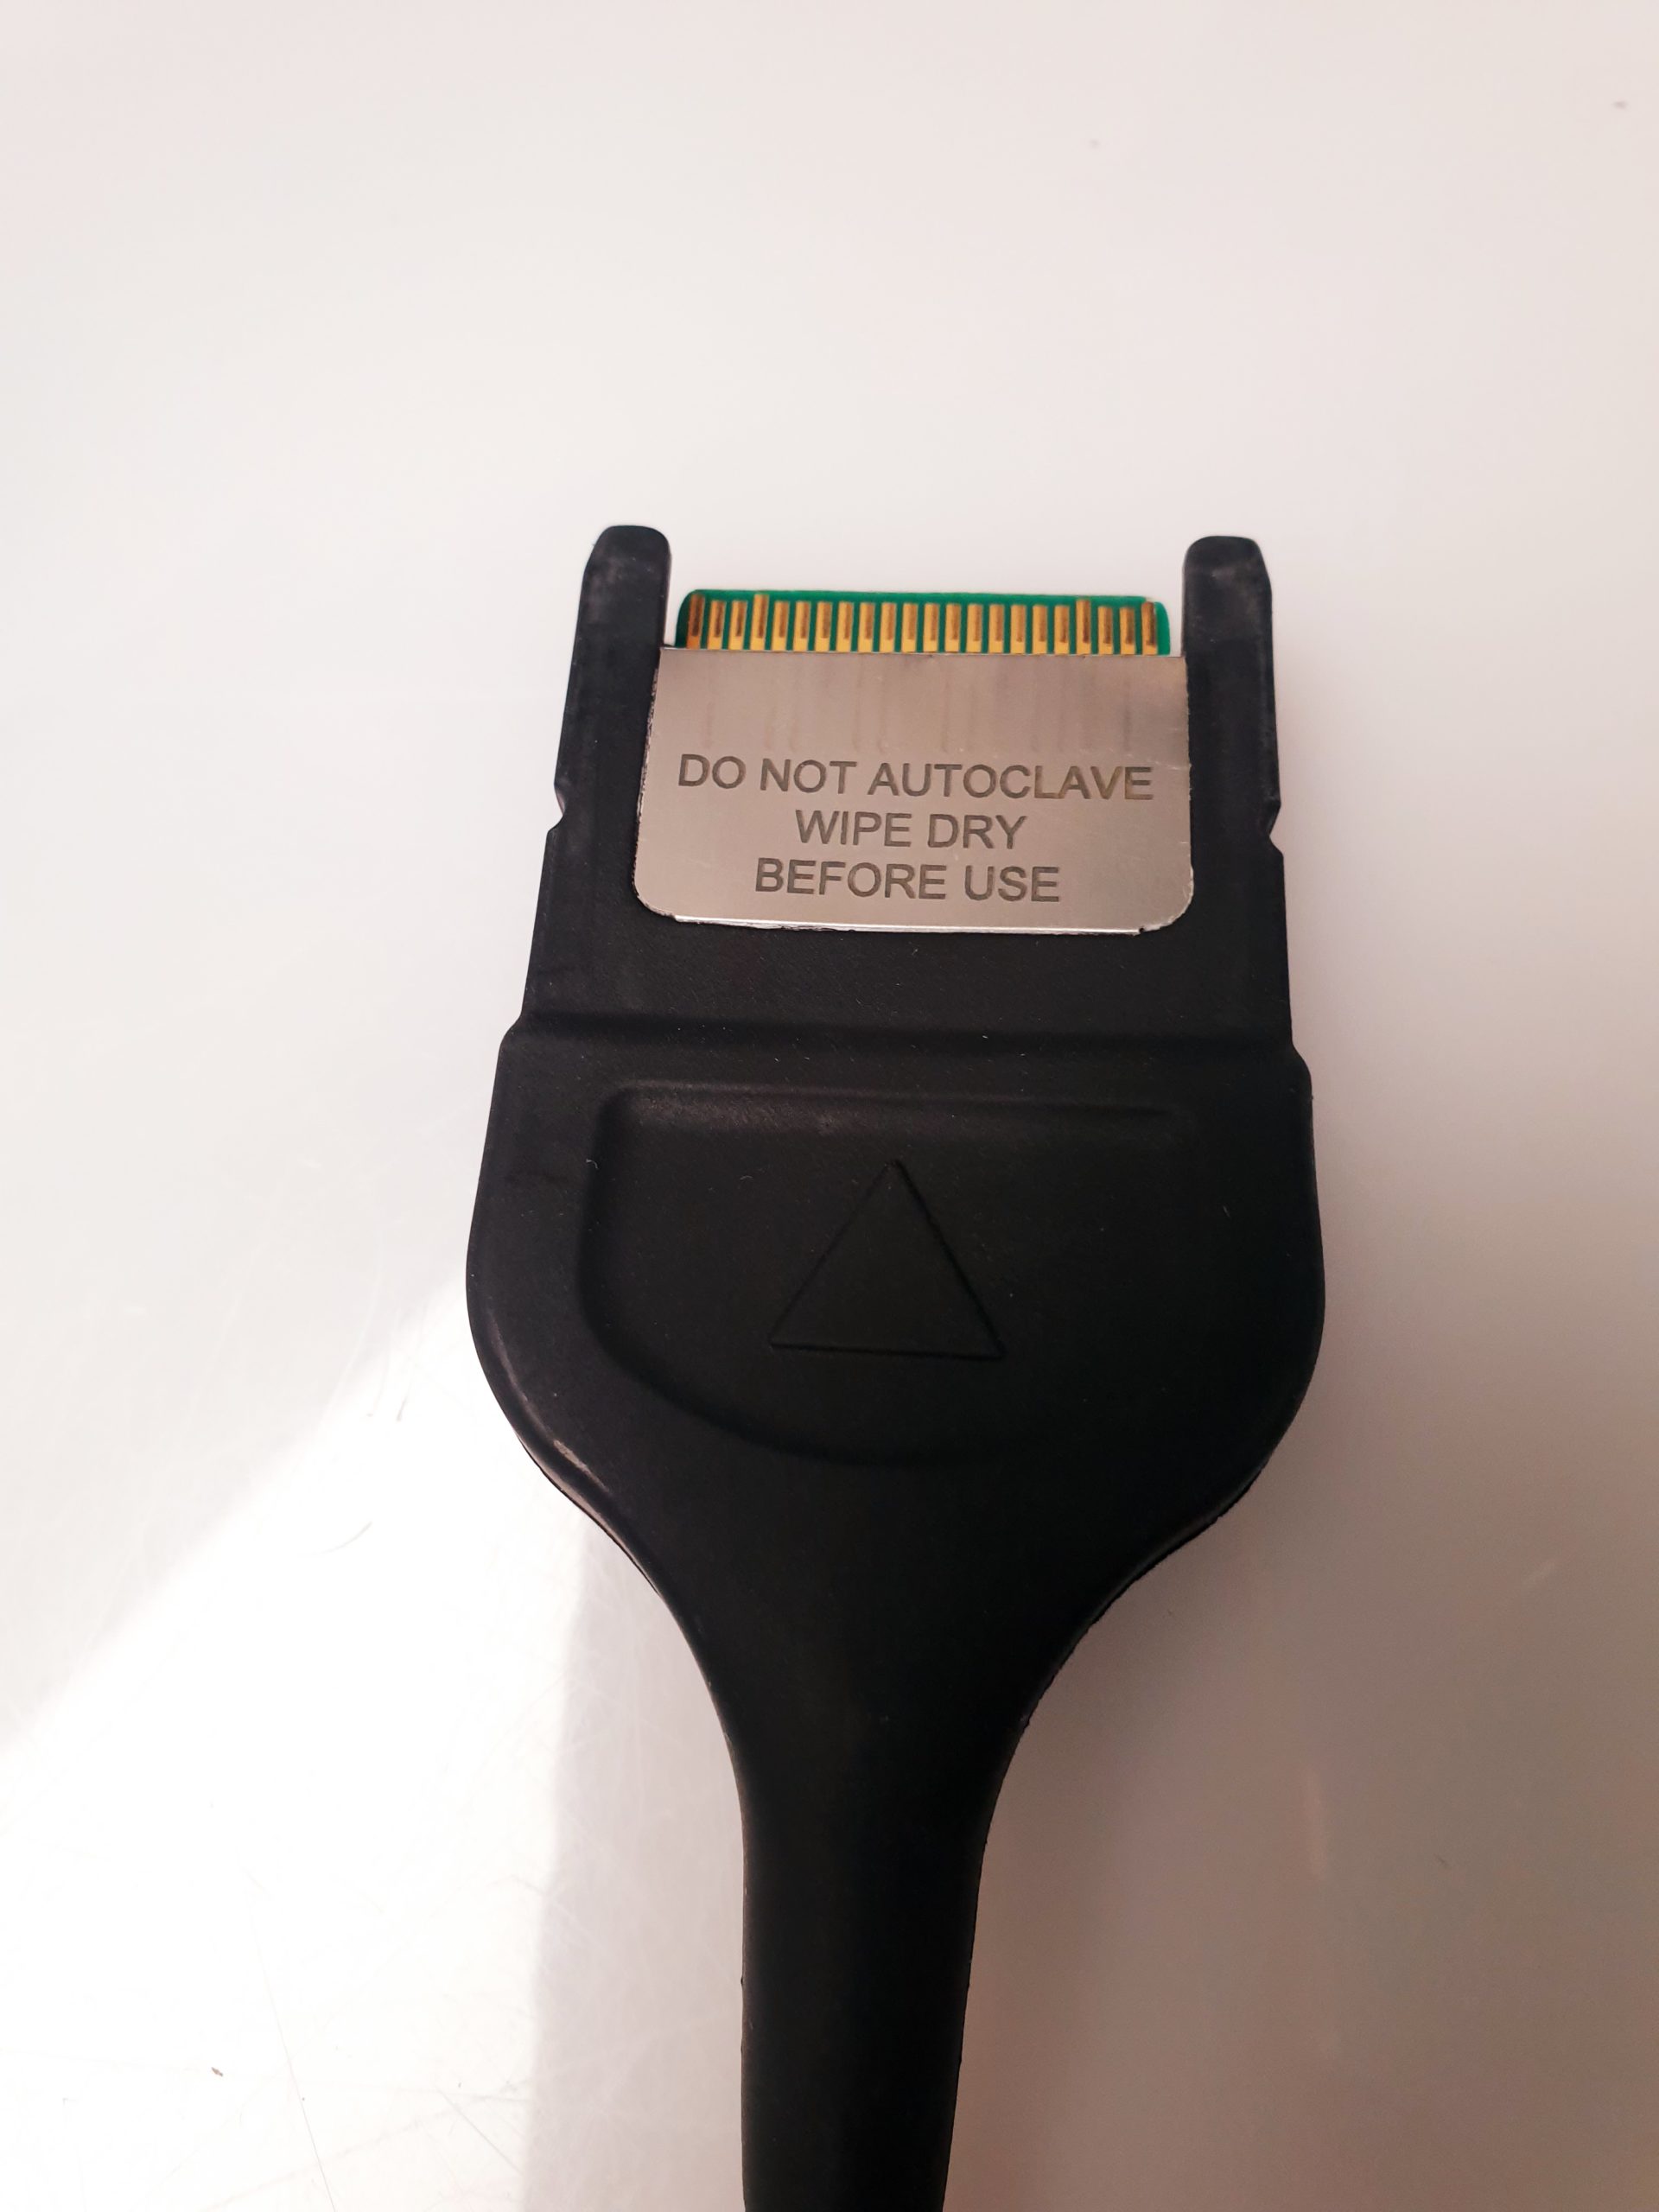 DO NOT AUTOCLAVE
WIPE DRY
BEFORE USE